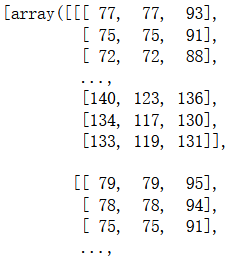 [array([[[ 77, 77, 93],
[ 75, 75, 91],
[ 72, 72, 88],
...,
[140, 123, 136],
[134, 117, 130],
[133, 119, 131]],
[[ 79, 79, 95],
[ 78, 78, 94],
[ 75, 75, 91],
...,